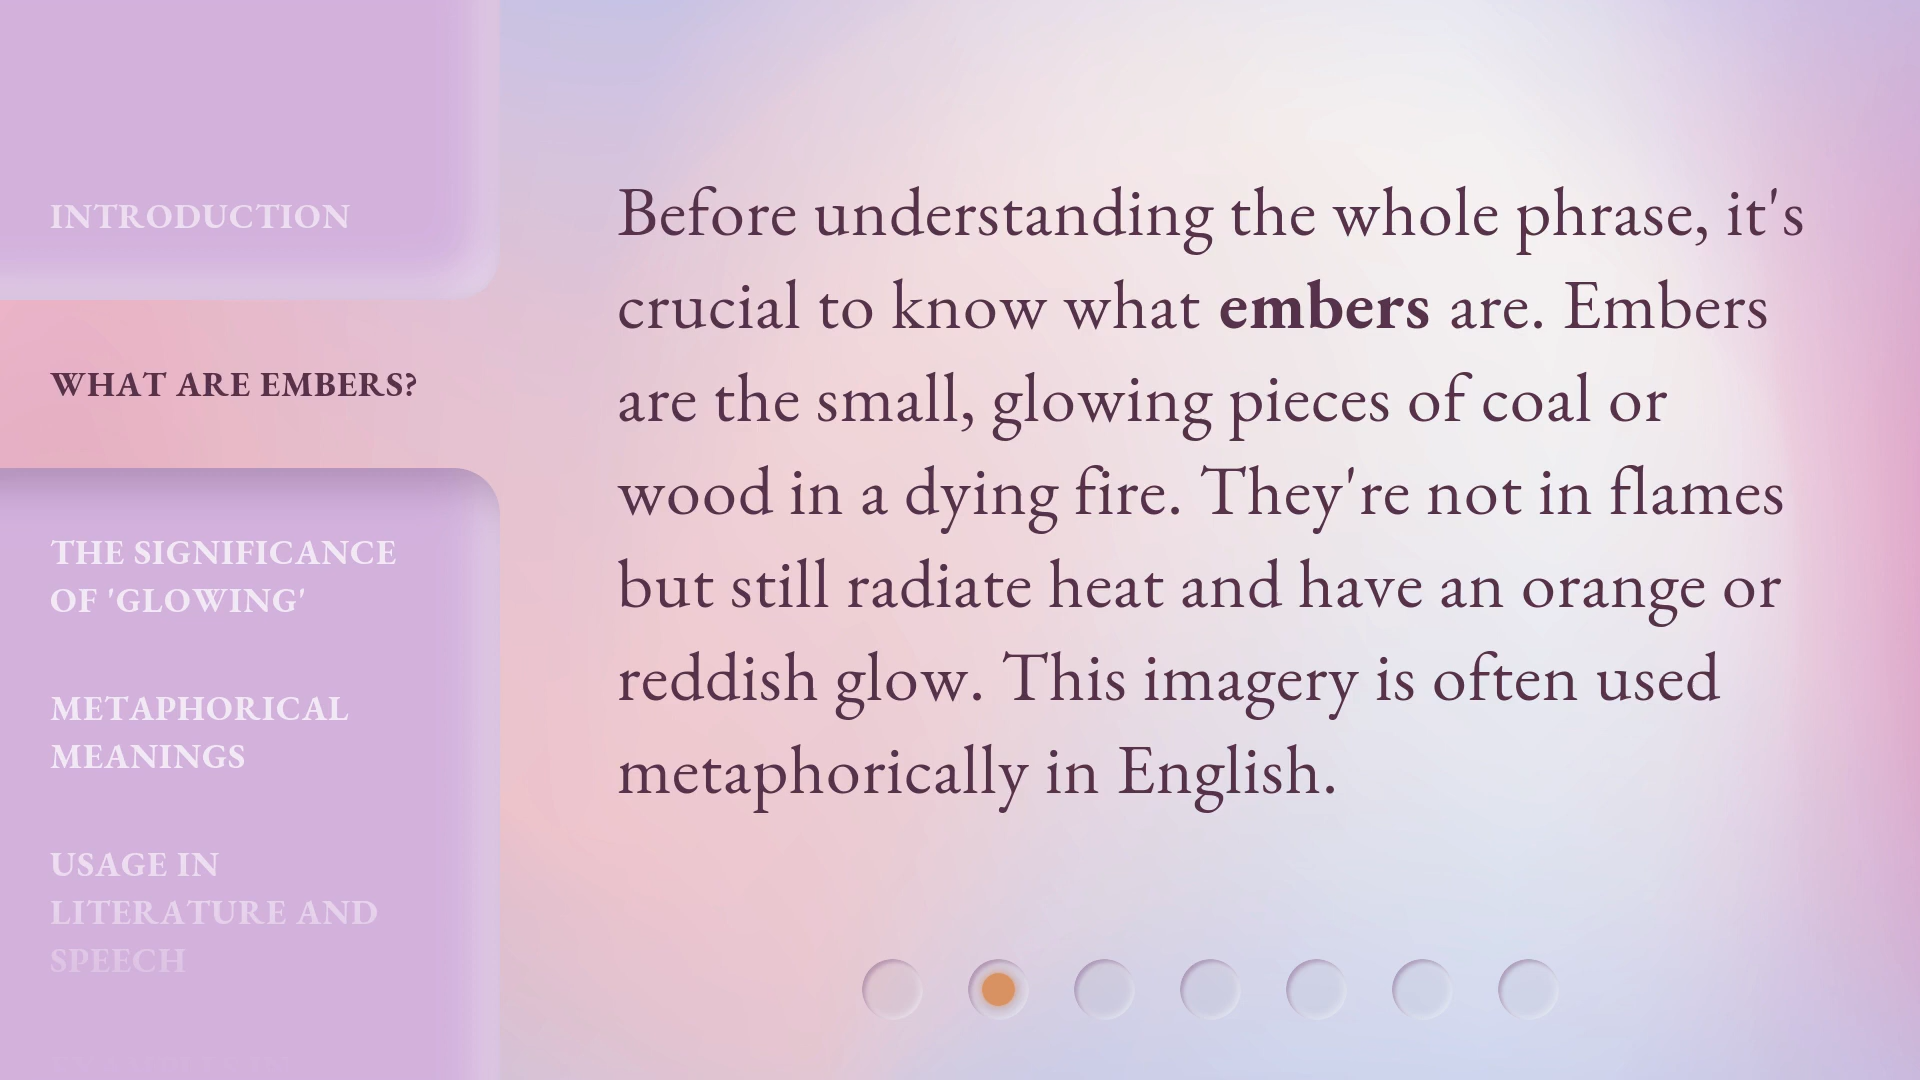 INTRODUCTION
WHAT ARE EMBERS?
THE SIGNIFICANCE
OF 'GLOWING'
METAPHORICAL
MEANINGS
USAGE IN
LITERATURE AND
SPEECH
Before understanding the whole phrase, it's
crucial to know what embers are. Embers
are the small, glowing pieces of coal or
wood in a dying fire. They're not in flames
but still radiate heat and have an orange or
reddish glow. This imagery is often used
metaphorically in English.